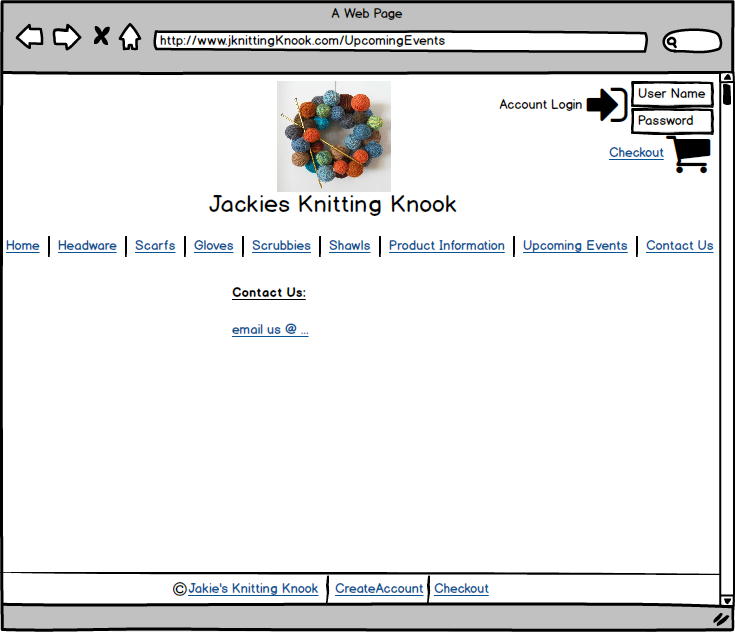 A Web Page
http://www.jknittingKnook.com/UpcomingEvents
Account Login
User Name
Password
Checkout
Jackies Knitting Knook
Home Headware Scarfs Gloves Scrubbies Shawls Product Information Upcoming Events Contact Us
Contact Us:
email us @ ...
©Jakie's Knitting Knook CreateAccount Checkout